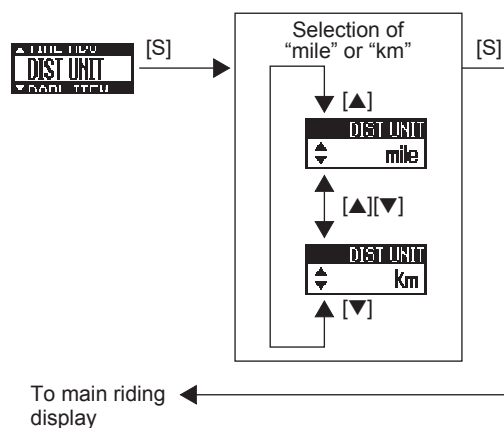 DIST UNIT
[S]
Selection of
“mile” or “km”
[S]
[▲]
DIST UNIT
mile
[▲][▼]
DIST UNIT
km
[▼]
To main riding
display